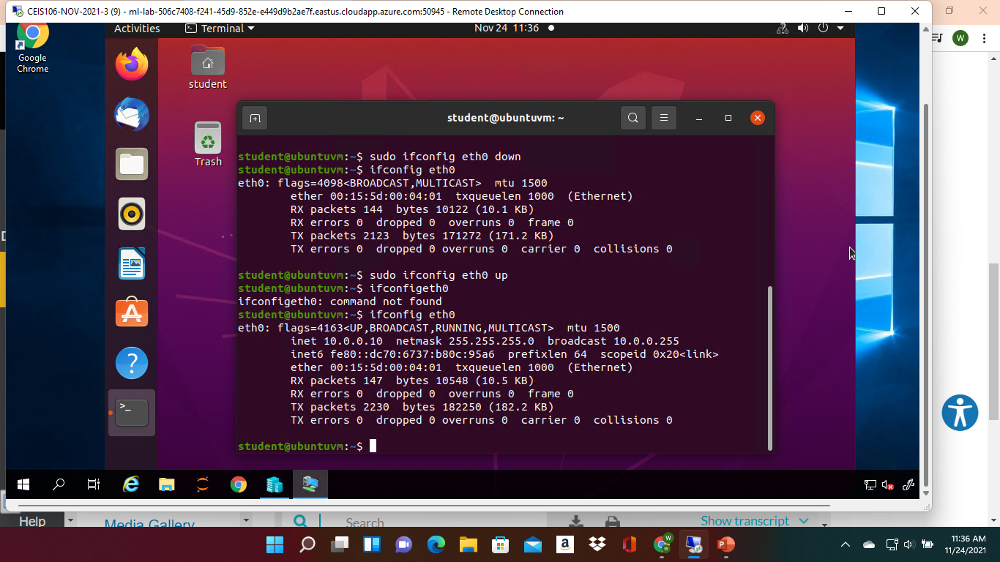 CEIS106-NOV-2021-3 (9) - ml-lab-506c7408-f241-45d9-852e-e449d9b2ae7f.eastus.cloudapp.azure.com:50945 - Remote Desktop Connection
Activities Terminal Nov 24 11:36
W
Google
Chrome
student
Trash
student@ubuntuvm: ~
student@ubuntuvm:~$ sudo ifconfig eth0 down
student@ubuntuvm:~$ ifconfig eth0
eth0: flags=4098<BROADCAST,MULTICAST>  mtu 1500
        ether 00:15:5d:00:04:01  txqueuelen 1000  (Ethernet)
        RX packets 144  bytes 10122 (10.1 KB)
        RX errors 0  dropped 0  overruns 0  frame 0
        TX packets 2123  bytes 171272 (171.2 KB)
        TX errors 0  dropped 0 overruns 0  carrier 0  collisions 0
student@ubuntuvm:~$ sudo ifconfig eth0 up
student@ubuntuvm:~$ ifconfigeth0
ifconfigeth0: command not found
student@ubuntuvm:~$ ifconfig eth0
eth0: flags=4163<UP,BROADCAST,RUNNING,MULTICAST>  mtu 1500
        inet 10.0.0.10  netmask 255.255.255.0  broadcast 10.0.0.255
        inet6 fe80::dc70:6737:b80c:95a6  prefixlen 64  scopeid 0x20<link>
        ether 00:15:5d:00:04:01  txqueuelen 1000  (Ethernet)
        RX packets 147  bytes 10548 (10.5 KB)
        RX errors 0  dropped 0  overruns 0  frame 0
        TX packets 2230  bytes 182250 (182.2 KB)
        TX errors 0  dropped 0 overruns 0  carrier 0  collisions 0
student@ubuntuvm:~$
Help Media Gallery Search Show transcript
11:36 AM
11/24/2021